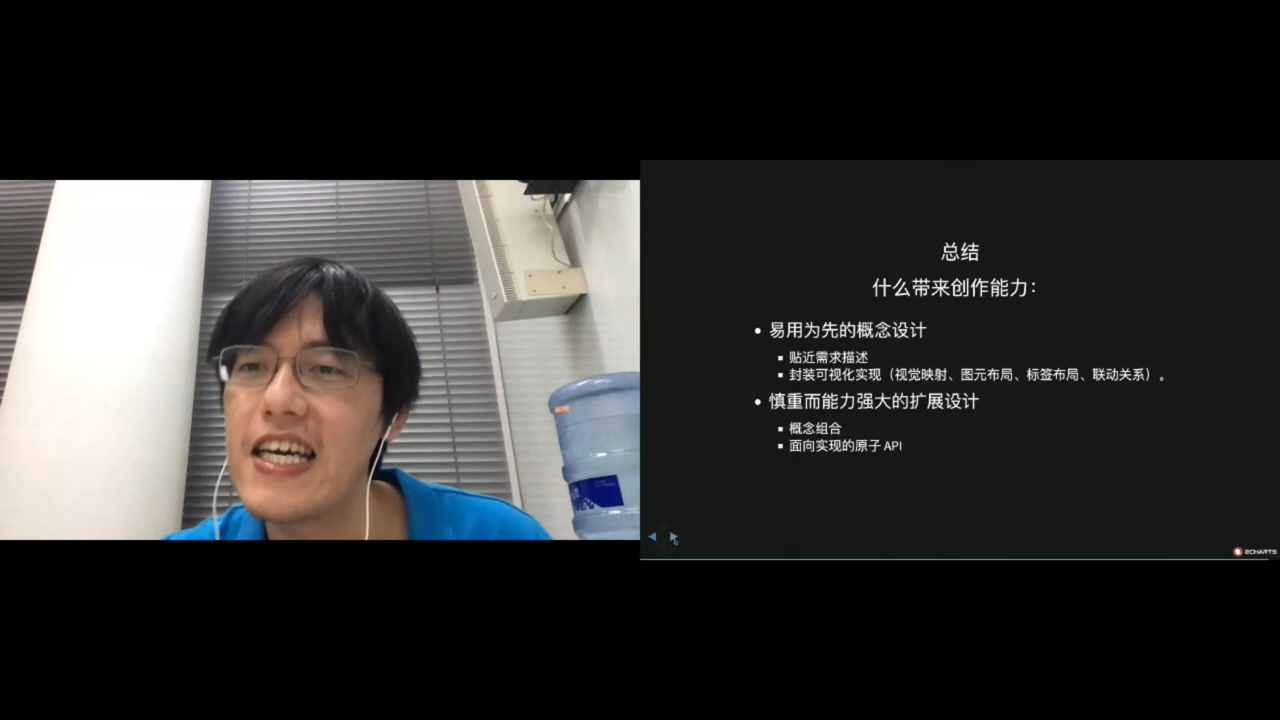 总结
什么带来创作能力：
• 易用为先的概念设计
▪ 贴近需求描述
▪ 封装可视化实现（视觉映射、图元布局、标签布局、联动关系）。
• 慎重而能力强大的扩展设计
▪ 概念组合
▪ 面向实现的原子 API
ECHARTS